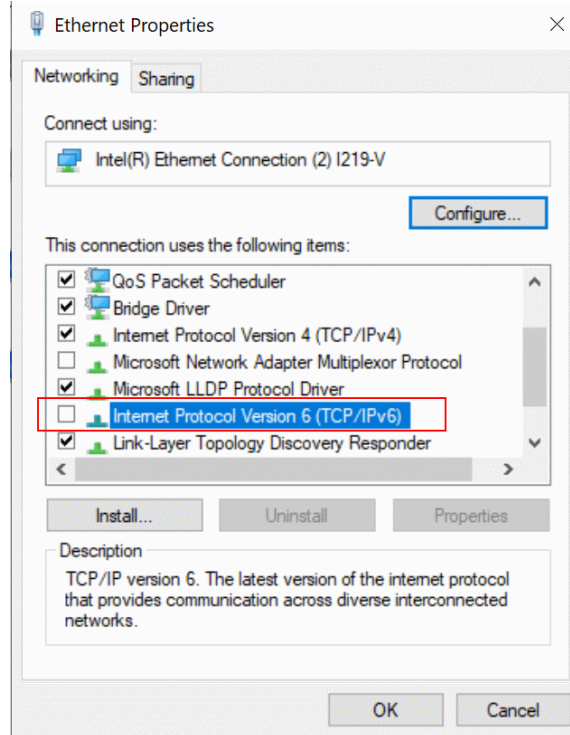 Ethernet Properties
Networking
Sharing
Connect using:
Intel(R) Ethernet Connection (2) I219-V
Configure...
This connection uses the following items:
QoS Packet Scheduler
Bridge Driver
Internet Protocol Version 4 (TCP/IPv4)
Microsoft Network Adapter Multiplexor Protocol
Microsoft LLDP Protocol Driver
Internet Protocol Version 6 (TCP/IPv6)
Link-Layer Topology Discovery Responder
Install...
Uninstall
Properties
Description
TCP/IP version 6. The latest version of the internet protocol
that provides communication across diverse interconnected
networks.
OK
Cancel